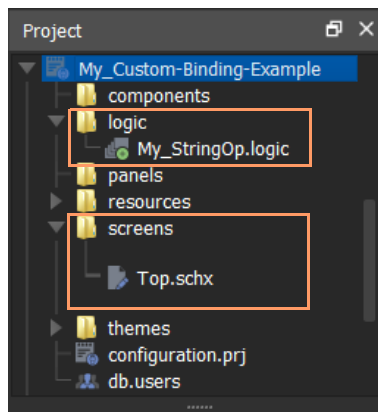 Project
My_Custom-Binding-Example
components
logic
My_StringOp.logic
panels
resources
screens
Top.schx
themes
configuration.prj
db.users